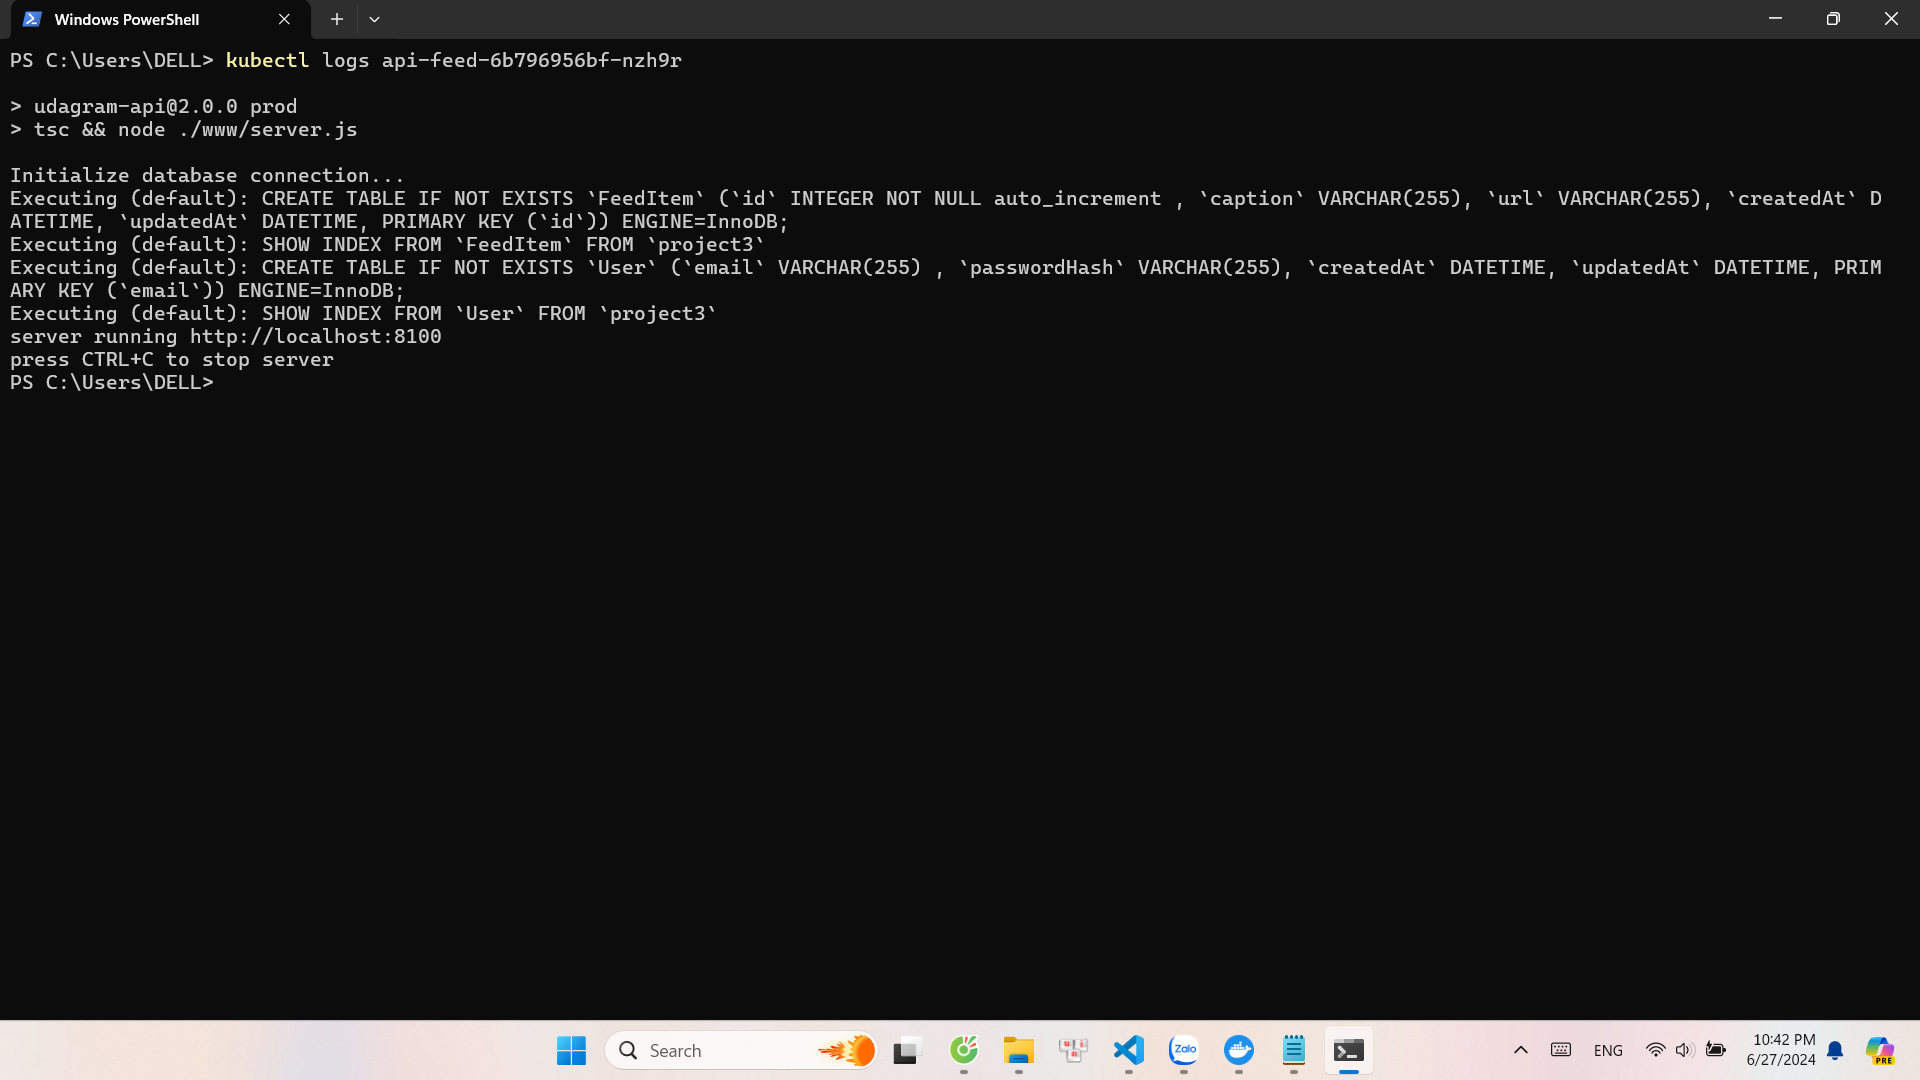 Windows PowerShell
PS C:\Users\DELL> kubectl logs api-feed-6b796956bf-nzh9r
> udagram-api@2.0.0 prod
> tsc && node ./www/server.js
Initialize database connection...
Executing (default): CREATE TABLE IF NOT EXISTS `FeedItem` (`id` INTEGER NOT NULL auto_increment , `caption` VARCHAR(255), `url` VARCHAR(255), `createdAt` D
ATETIME, `updatedAt` DATETIME, PRIMARY KEY (`id`)) ENGINE=InnoDB;
Executing (default): SHOW INDEX FROM `FeedItem` FROM `project3`
Executing (default): CREATE TABLE IF NOT EXISTS `User` (`email` VARCHAR(255) , `passwordHash` VARCHAR(255), `createdAt` DATETIME, `updatedAt` DATETIME, PRIM
ARY KEY (`email`)) ENGINE=InnoDB;
Executing (default): SHOW INDEX FROM `User` FROM `project3`
server running http://localhost:8100
press CTRL+C to stop server
PS C:\Users\DELL>
Search
Zalo
ENG
10:42 PM
6/27/2024
PRE